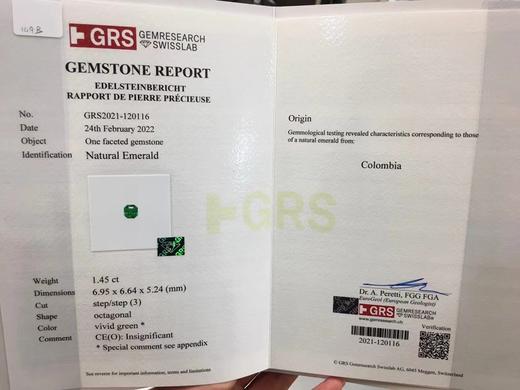 149B
GRS GEMRESEARCH
SWISSLAB
GEMSTONE REPORT
EDELSTEINBERICHT
RAPPORT DE PIERRE PRÉCIEUSE
No. GRS2021-120116
Date 24th February 2022
Object One faceted gemstone
Identification Natural Emerald
GRS
Weight 1.45 ct
Dimensions 6.95 x 6.64 x 5.24 (mm)
Cut step/step (3)
Shape octagonal
Color vivid green *
Comment CE(O): Insignificant
* Special comment see appendix
See reverse for important information, terms and limitations
Origin
Gemmological testing revealed characteristics corresponding to those
of a natural emerald from:
Colombia
Dr. A. Peretti, FGG FGA
EuroGeol (European Geologist)
GRS GEMRESEARCH
SWISSLAB
www.gemresearch.ch
Verification
2021-120116
© GRS Gemresearch Swisslab AG, 6045 Meggen, Switzerland